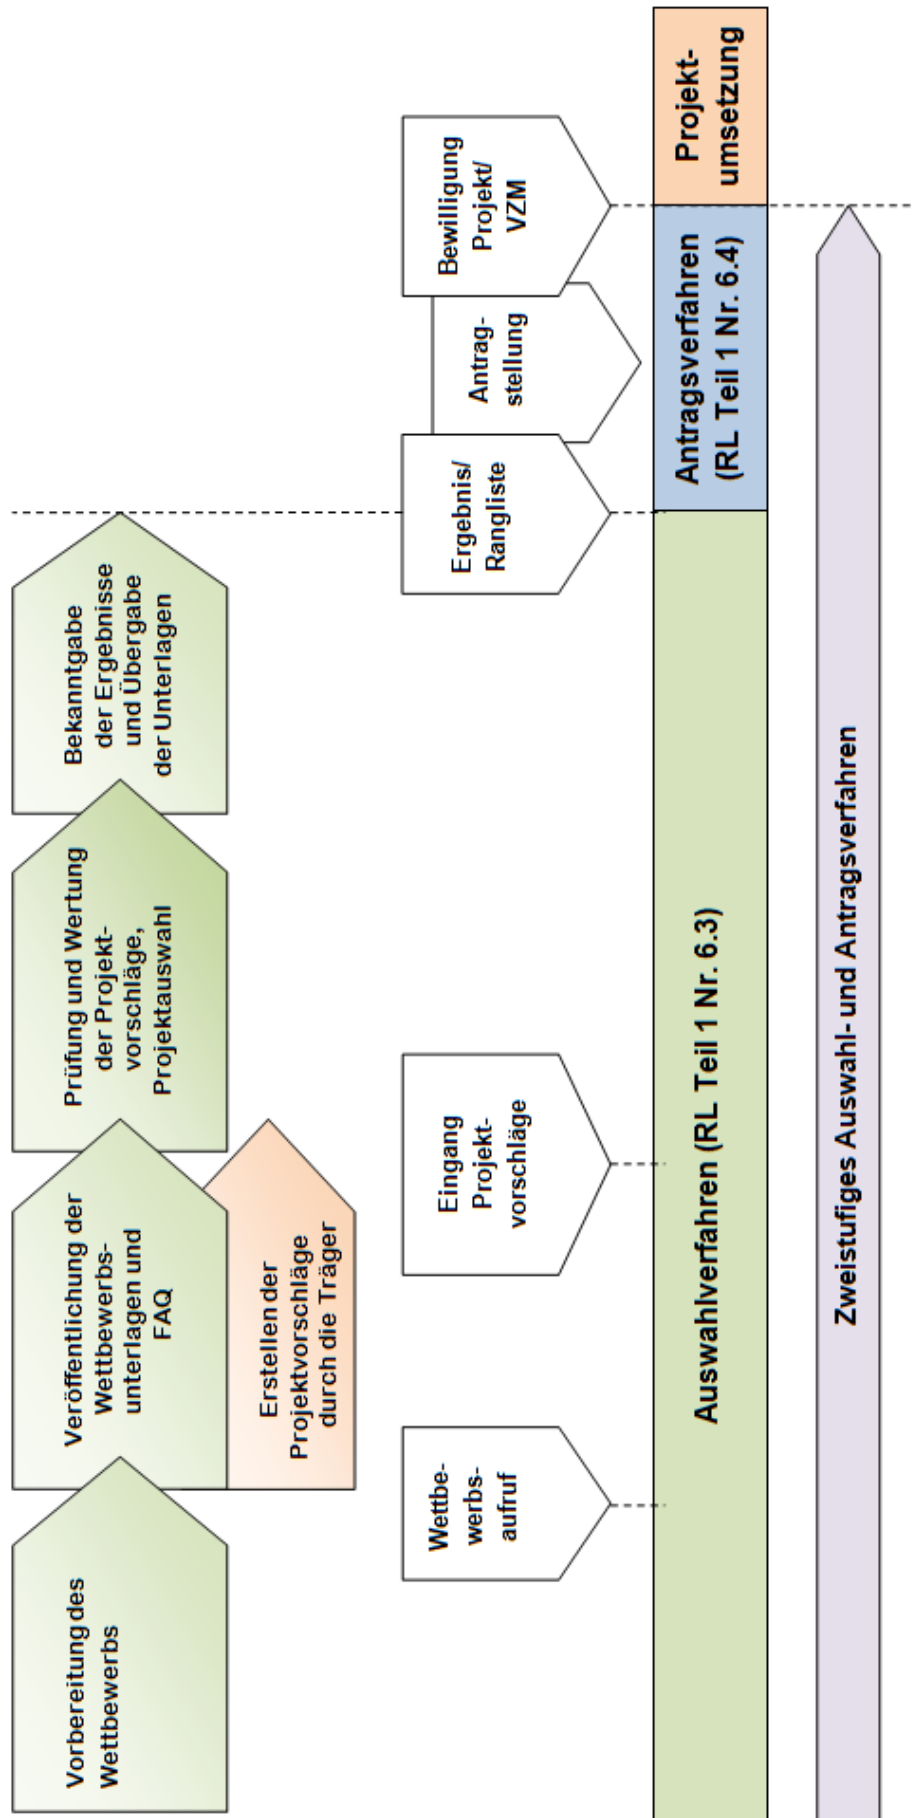 Vorbereitung des
Wettbewerbs
Veröffentlichung der
Wettbewerbs-
unterlagen und
FAQ
Prüfung und Wertung
der Projekt-
vorschläge,
Projektauswahl
Bekanntgabe
der Ergebnisse
und Übergabe
der Unterlagen
Erstellen der
Projektvorschläge
durch die Träger
Wettbe-
werbs-
aufruf
Eingang
Projekt-
vorschläge
Ergebnis/
Rangliste
Antrag-
stellung
Bewilligung
Projekt/
VZM
Auswahlverfahren (RL Teil 1 Nr. 6.3)
Antragsverfahren
(RL Teil 1 Nr. 6.4)
Projekt-
umsetzung
Zweistufiges Auswahl- und Antragsverfahren